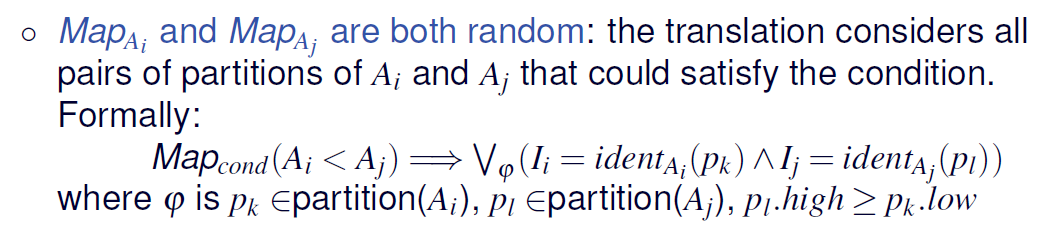 ○ Map_{A_i} and Map_{A_j} are both random: the translation considers all
pairs of partitions of A_i and A_j that could satisfy the condition.
Formally:
Map_{cond}(A_i < A_j) ⟹ ⋁_φ(I_i = ident_{A_i}(p_k) ∧ I_j = ident_{A_j}(p_l))
where φ is p_k ∈partition(A_i), p_l ∈partition(A_j), p_l.high ≥ p_k.low